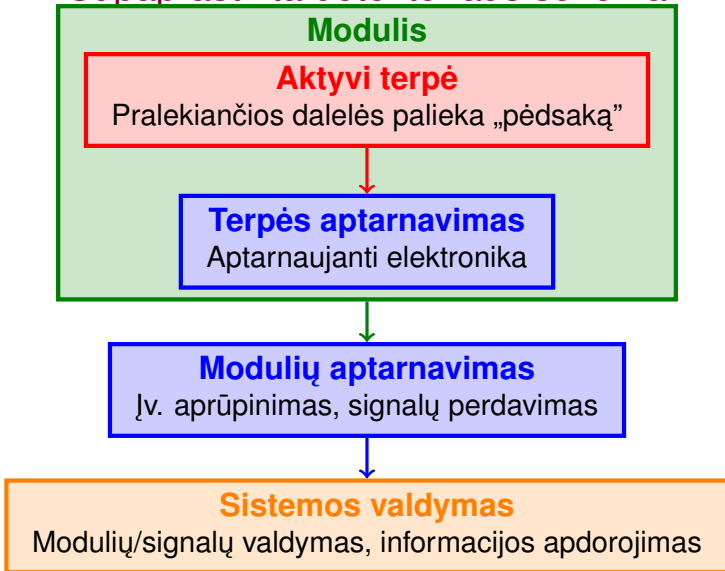 Modulis
Aktyvi terpė
Pralekiančios dalelės palieka „pėdsaką”
Terpės aptarnavimas
Aptarnaujanti elektronika
Modulių aptarnavimas
Įv. aprūpinimas, signalų perdavimas
Sistemos valdymas
Modulių/signalų valdymas, informacijos apdorojimas